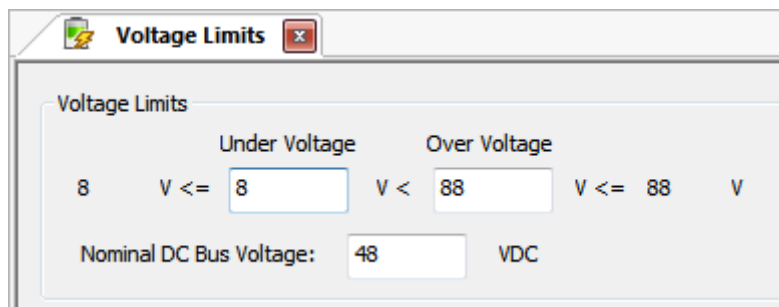 Voltage Limits
Voltage Limits
Under Voltage Over Voltage
8 V <= 8 V < 88 V <= 88 V
Nominal DC Bus Voltage: 48 VDC